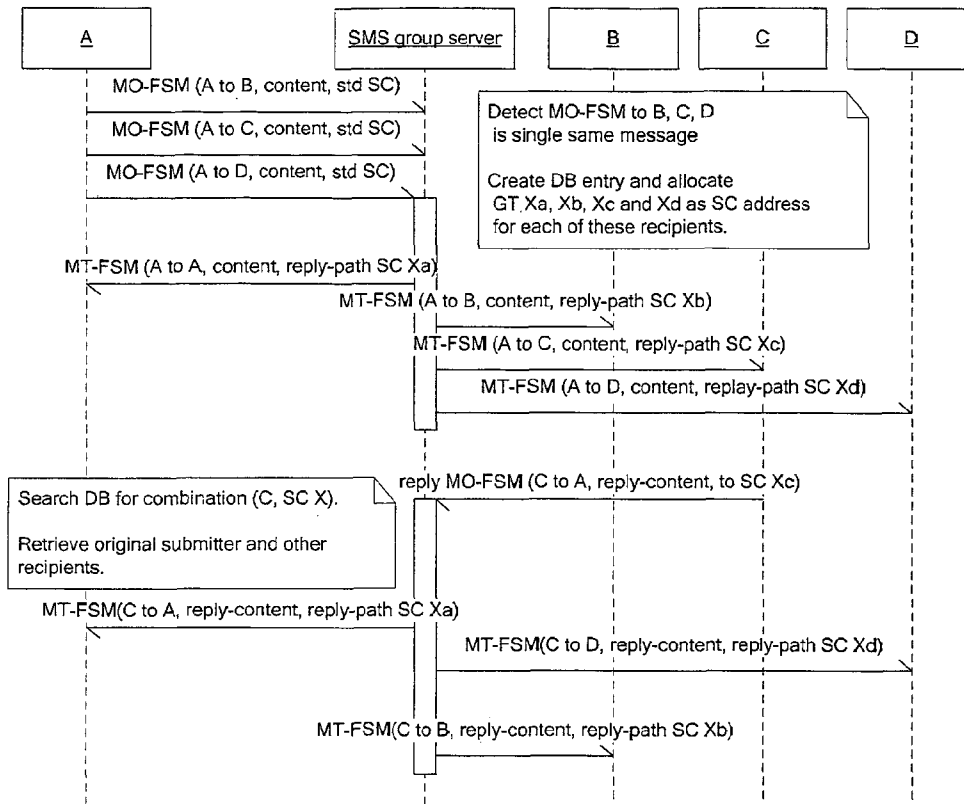 A
SMS group server
B
C
D
MO-FSM (A to B, content, std SC)
MO-FSM (A to C, content, std SC)
MO-FSM (A to D, content, std SC)
Detect MO-FSM to B, C, D
is single same message
Create DB entry and allocate
GT Xa, Xb, Xc and Xd as SC address
for each of these recipients.
MT-FSM (A to A, content, reply-path SC Xa)
MT-FSM (A to B, content, reply-path SC Xb)
MT-FSM (A to C, content, reply-path SC Xc)
MT-FSM (A to D, content, replay-path SC Xd)
reply MO-FSM (C to A, reply-content, to SC Xc)
Search DB for combination (C, SC X).
Retrieve original submitter and other
recipients.
MT-FSM(C to A, reply-content, reply-path SC Xa)
MT-FSM(C to D, reply-content, reply-path SC Xd)
MT-FSM(C to B, reply-content, reply-path SC Xb)